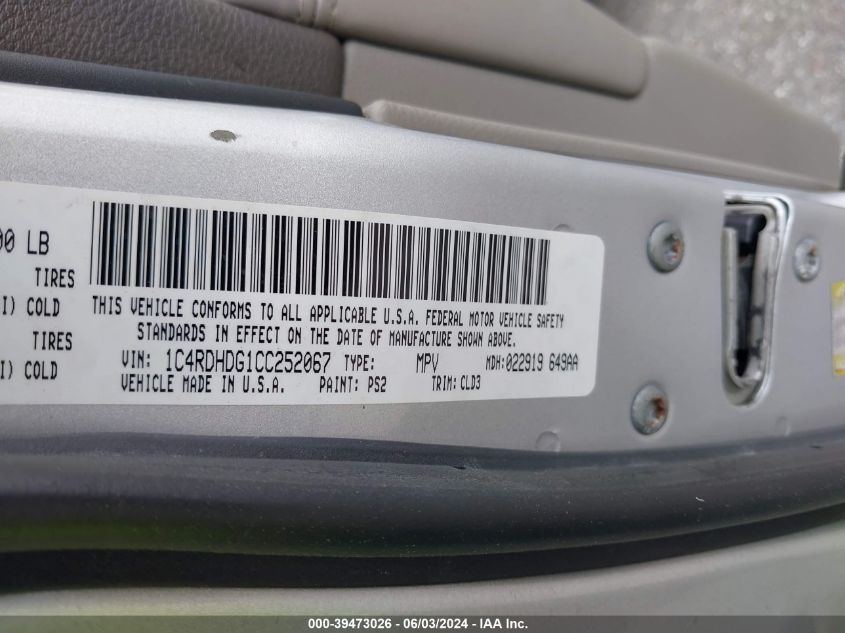 00 LB
TIRES
I) COLD
TIRES
I) COLD
THIS VEHICLE CONFORMS TO ALL APPLICABLE U.S.A. FEDERAL MOTOR VEHICLE SAFETY
STANDARDS IN EFFECT ON THE DATE OF MANUFACTURE SHOWN ABOVE.
VIN: 1C4RDHDG1CC252067 TYPE: MPV MDH:022919 649AA
VEHICLE MADE IN U.S.A. PAINT: PS2 TRIM: CLD3
000-39473026 - 06/03/2024 - IAA Inc.